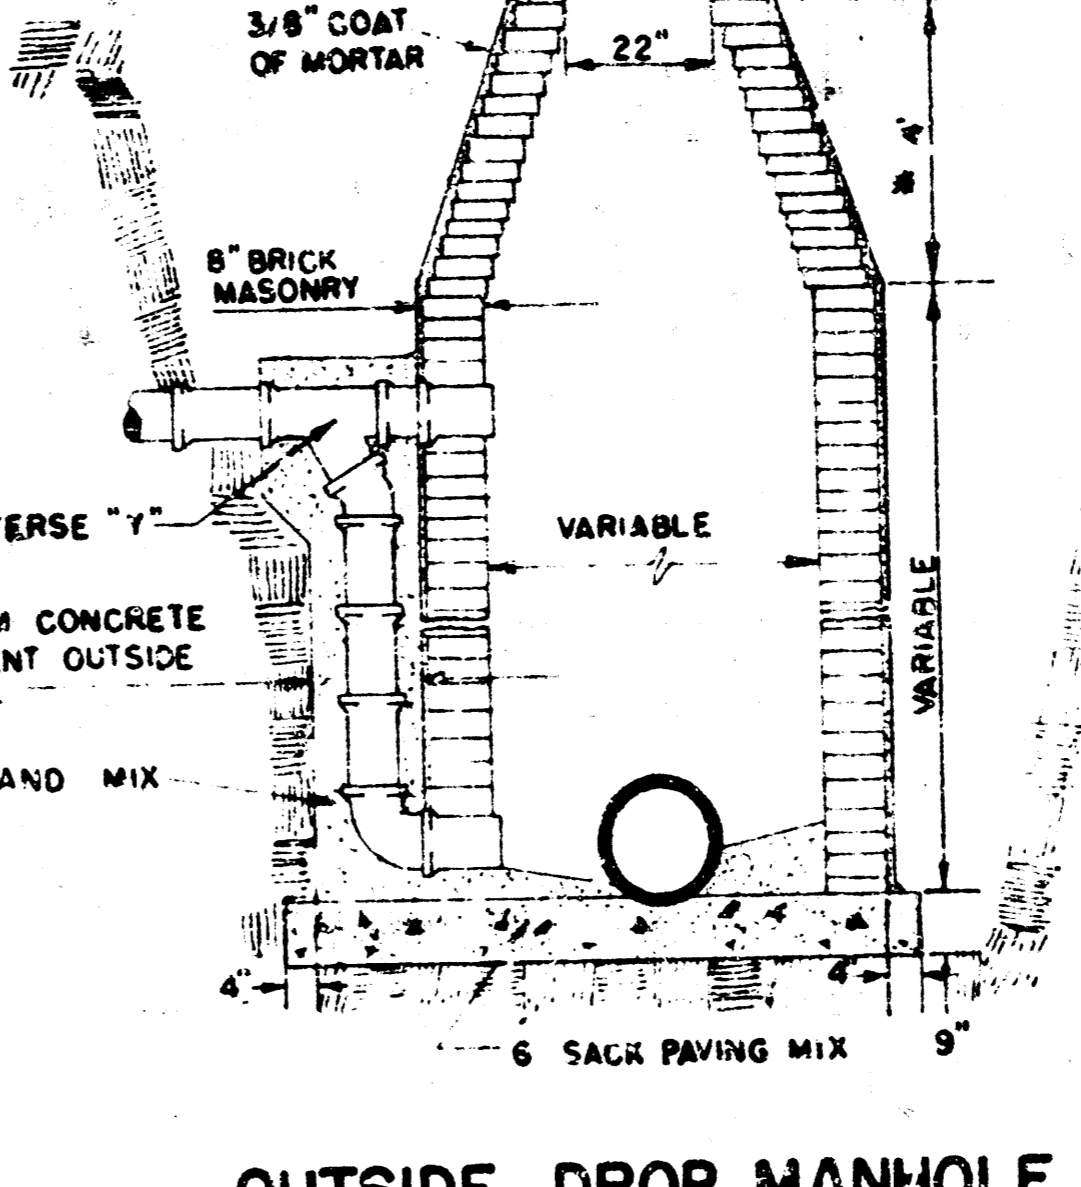 3/8" COAT
OF MORTAR
22"
* 4'
8" BRICK
MASONRY
ERSE "Y"
VARIABLE
VARIABLE
CONCRETE
NT OUTSIDE
AND MIX
4"
4"
9"
6 SACK PAVING MIX
OUTSIDE DROP MANHOLE